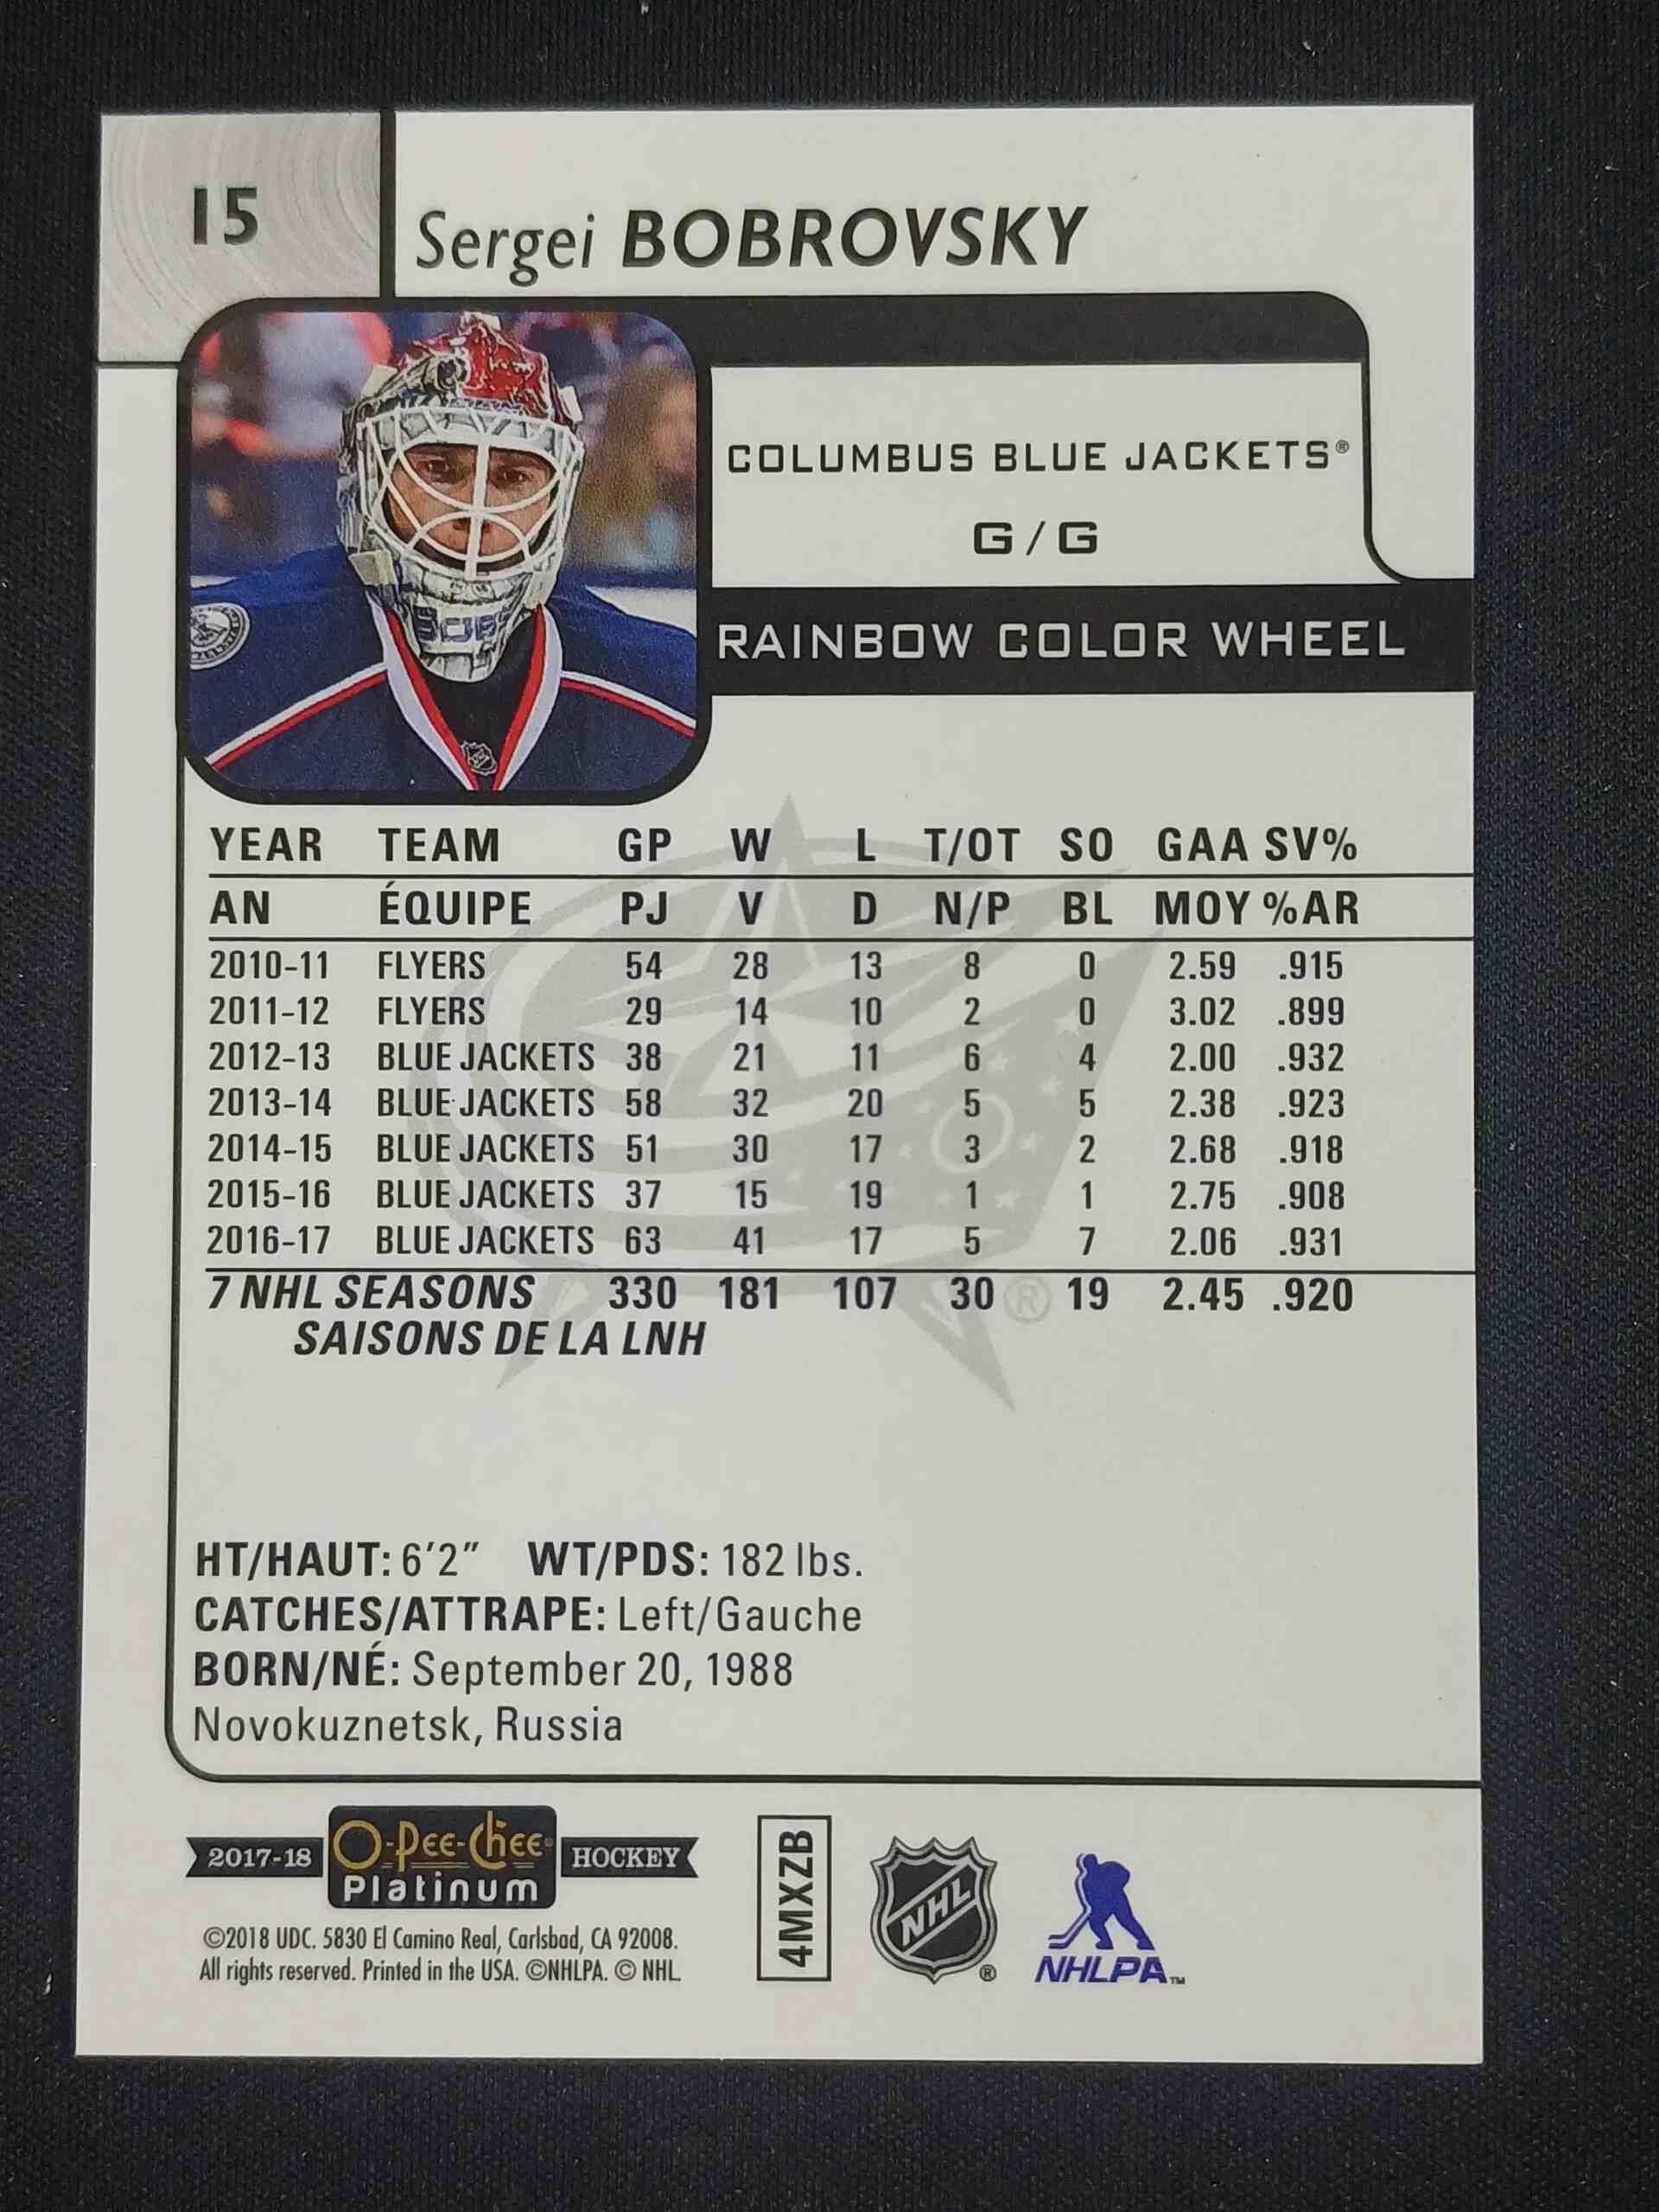 15
Sergei BOBROVSKY
COLUMBUS BLUE JACKETS®
G/G
RAINBOW COLOR WHEEL
YEAR TEAM GP W L T/OT SO GAA SV%
AN ÉQUIPE PJ V D N/P BL MOY %AR
2010-11 FLYERS 54 28 13 8 0 2.59 .915
2011-12 FLYERS 29 14 10 2 0 3.02 .899
2012-13 BLUE JACKETS 38 21 11 6 4 2.00 .932
2013-14 BLUE JACKETS 58 32 20 5 5 2.38 .923
2014-15 BLUE JACKETS 51 30 17 3 2 2.68 .918
2015-16 BLUE JACKETS 37 15 19 1 1 2.75 .908
2016-17 BLUE JACKETS 63 41 17 5 7 2.06 .931
7 NHL SEASONS 330 181 107 30 19 2.45 .920
SAISONS DE LA LNH
®
HT/HAUT: 6'2" WT/PDS: 182 lbs.
CATCHES/ATTRAPE: Left/Gauche
BORN/NÉ: September 20, 1988
Novokuznetsk, Russia
2017-18 O-Pee-Chee® HOCKEY
Platinum
©2018 UDC. 5830 El Camino Real, Carlsbad, CA 92008.
All rights reserved. Printed in the USA. ©NHLPA. © NHL.
4MXZB
NHL®
NHLPA™